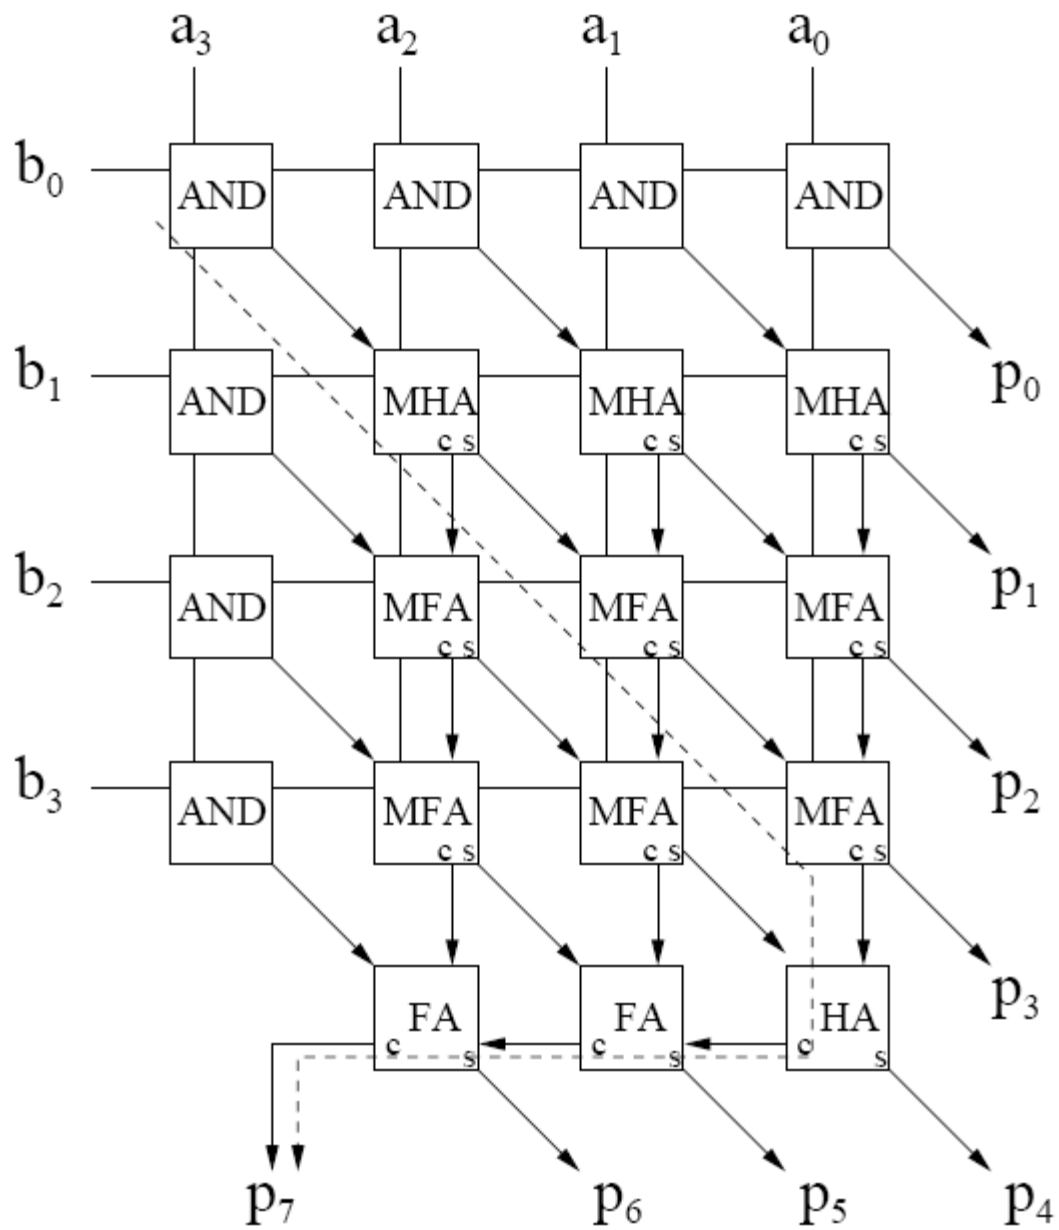 a₃ a₂ a₁ a₀
b₀ AND AND AND AND
b₁ AND MHA MHA MHA p₀
c s c s c s
b₂ AND MFA MFA MFA p₁
c s c s c s
b₃ AND MFA MFA MFA p₂
c s c s c s
FA FA HA p₃
c s c s c s
p₇ p₆ p₅ p₄